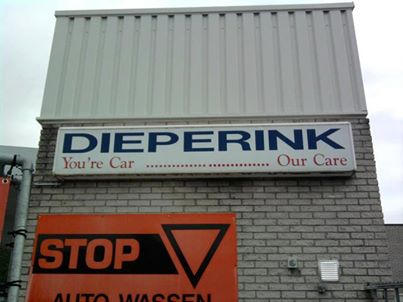 DIEPERINK
You're Car ........................... Our Care
STOP
AUTO WASSEN